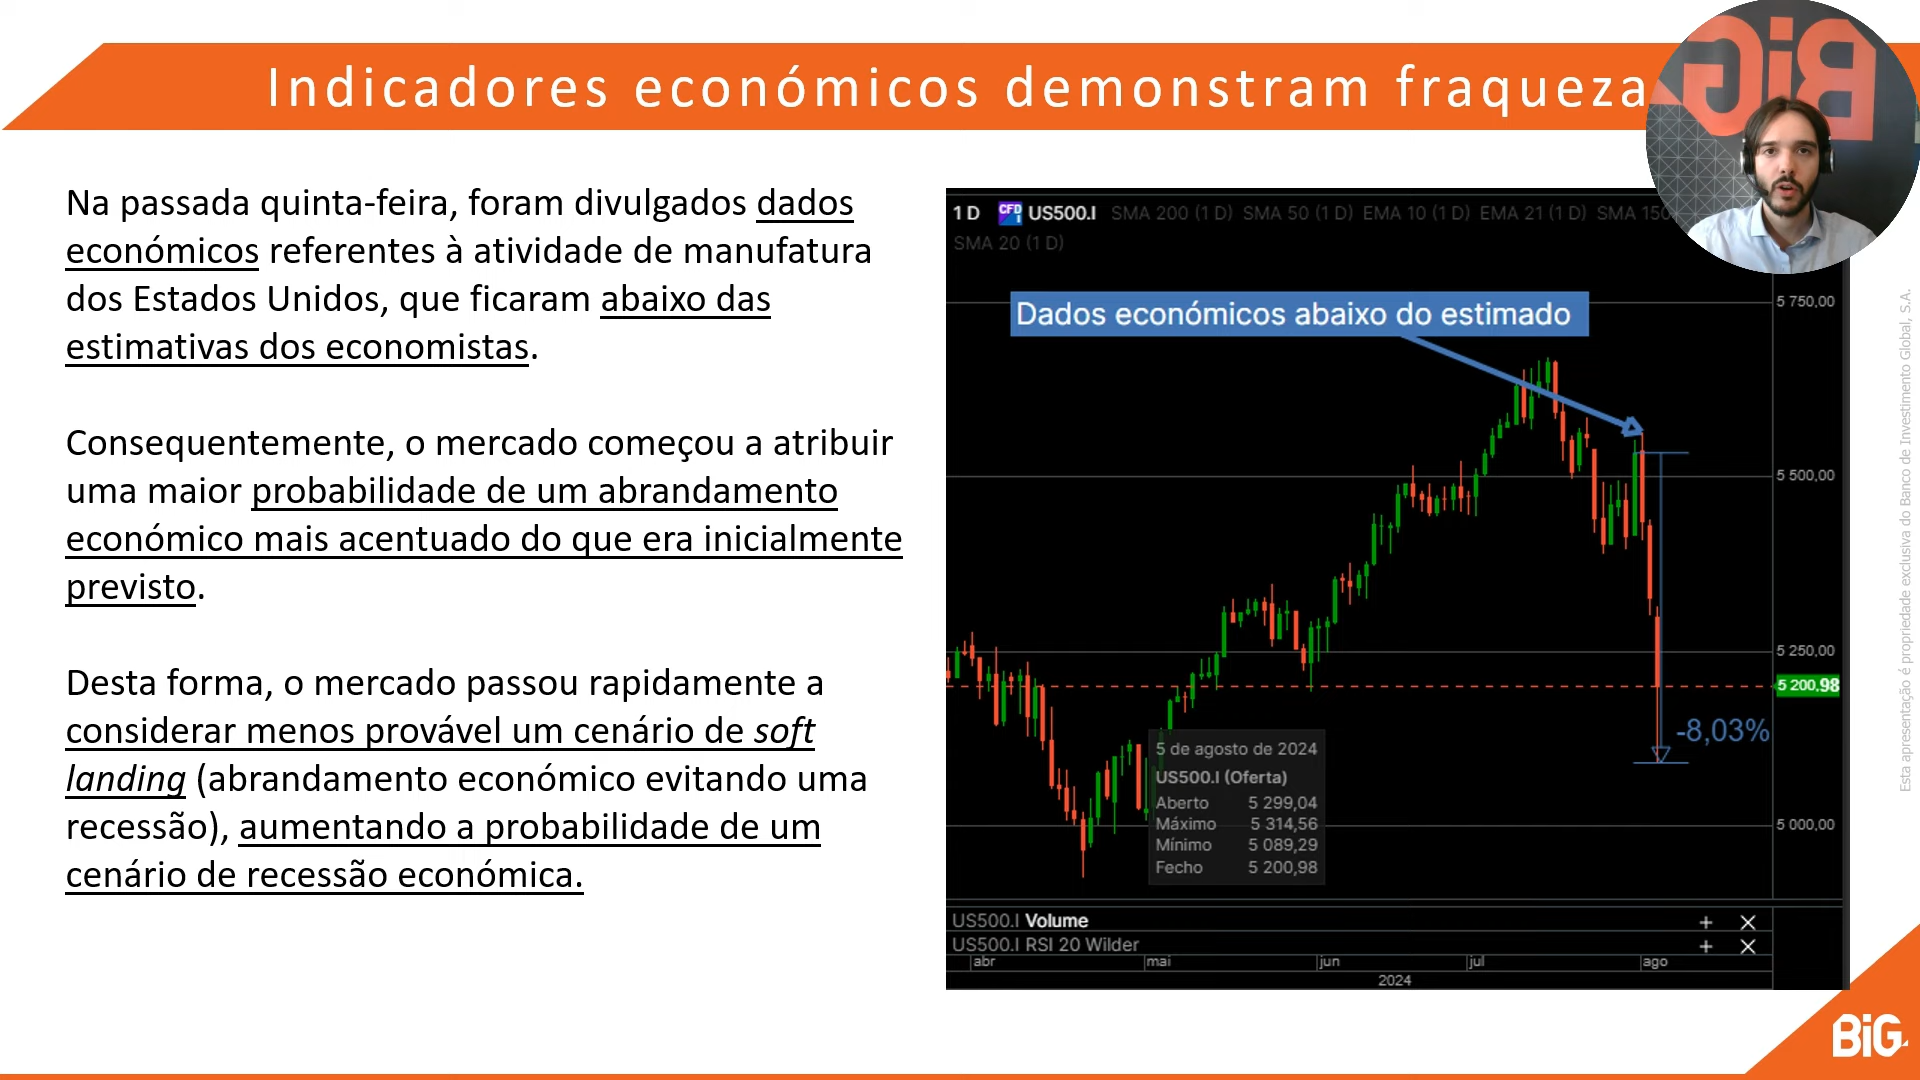 Indicadores económicos demonstram fraqueza
Na passada quinta-feira, foram divulgados dados
económicos referentes à atividade de manufatura
dos Estados Unidos, que ficaram abaixo das
estimativas dos economistas.
Consequentemente, o mercado começou a atribuir
uma maior probabilidade de um abrandamento
económico mais acentuado do que era inicialmente
previsto.
Desta forma, o mercado passou rapidamente a
considerar menos provável um cenário de soft
landing (abrandamento económico evitando uma
recessão), aumentando a probabilidade de um
cenário de recessão económica.
1 D CFD US500.I SMA 200 (1 D) SMA 50 (1 D) EMA 10 (1 D) EMA 21 (1 D) SMA 150
SMA 20 (1 D)
Dados económicos abaixo do estimado
5 750,00
5 500,00
5 250,00
5 200.98
-8,03%
5 000,00
5 de agosto de 2024
US500.I (Oferta)
Aberto 5 299,04
Máximo 5 314,56
Mínimo 5 089,29
Fecho 5 200,98
US500.I Volume
US500.I RSI 20 Wilder
abr mai jun jul ago
2024
Esta apresentação é propriedade exclusiva do Banco de Investimento Global, S.A.
BiG
BiG